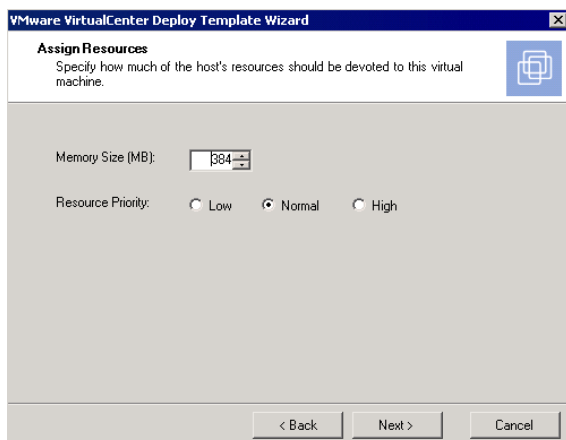 VMware VirtualCenter Deploy Template Wizard
Assign Resources
Specify how much of the host's resources should be devoted to this virtual
machine.
Memory Size (MB): 384
Resource Priority: Low Normal High
< Back Next > Cancel